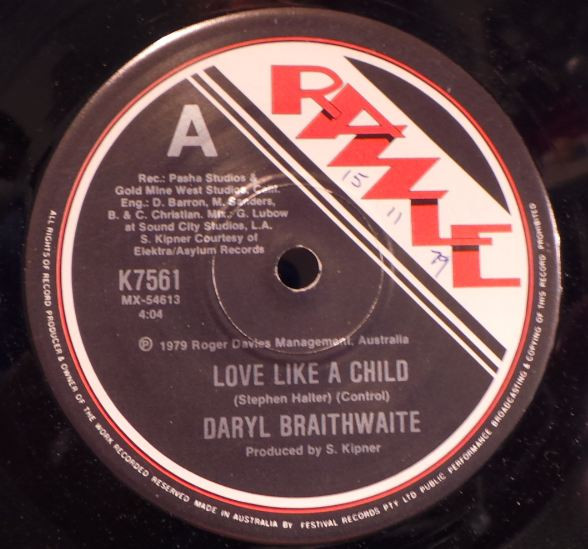 A
RAZZLE
15
11
79
Rec.: Pasha Studios &
Gold Mine West Studios, Cent.
Eng.: D. Barron, M. Sanders,
B. & C. Christian. Mix.: G. Lubow
at Sound City Studios, L.A.
S. Kipner Courtesy of
Elektra/Asylum Records
K7561
MX-54613
4:04
℗ 1979 Roger Davies Management. Australia
LOVE LIKE A CHILD
(Stephen Halter) (Control)
DARYL BRAITHWAITE
Produced by S. Kipner
ALL RIGHTS OF RECORD PRODUCER & OWNER OF THE WORK RECORDED RESERVED MADE IN AUSTRALIA BY FESTIVAL RECORDS PTY LTD PUBLIC PERFORMANCE BROADCASTING & COPYING OF THIS RECORD PROHIBITED